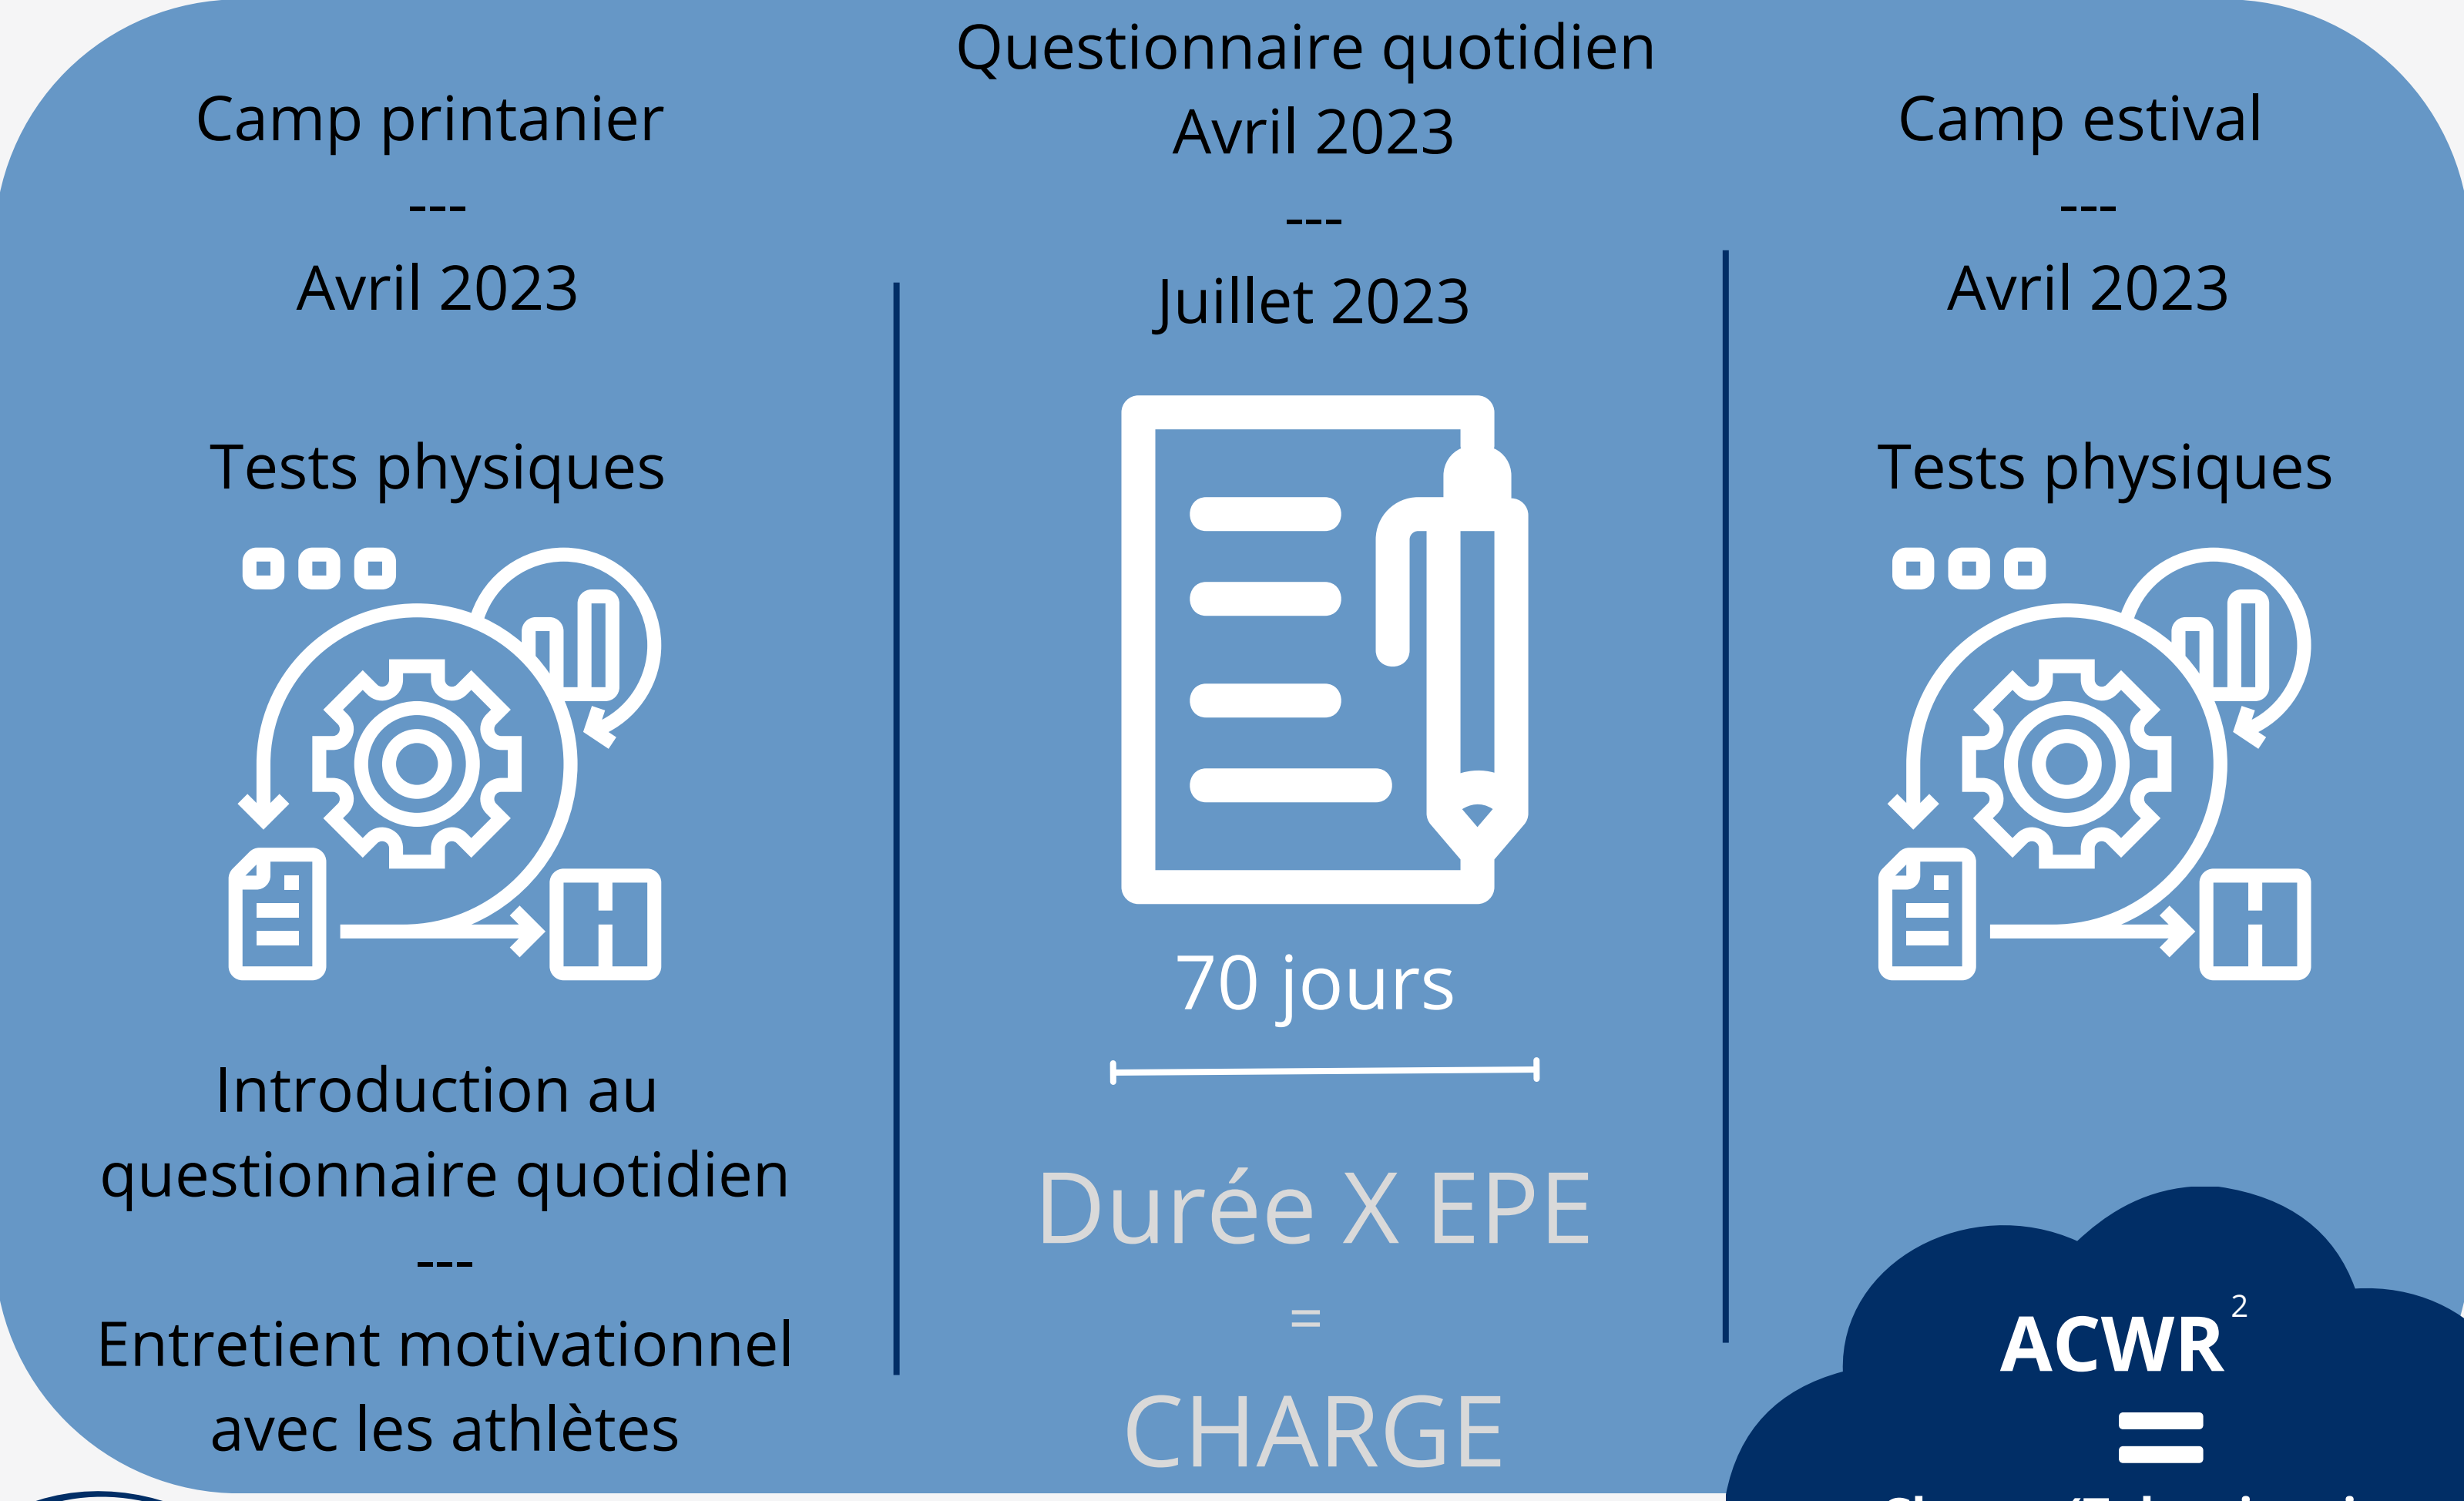 Camp printanier
---
Avril 2023
Tests physiques
Introduction au
questionnaire quotidien
---
Entretient motivationnel
avec les athlètes
Questionnaire quotidien
Avril 2023
---
Juillet 2023
70 jours
Durée X EPE
=
CHARGE
Camp estival
---
Avril 2023
Tests physiques
ACWR 2
=